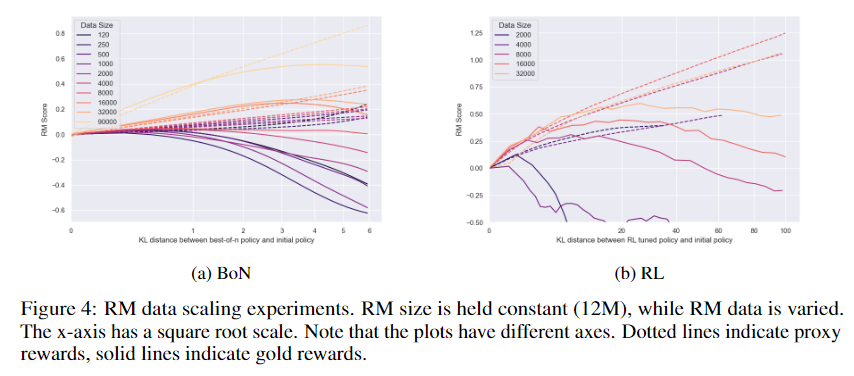 Data Size
120
250
500
1000
2000
4000
8000
16000
32000
90000
RM Score
0.8
0.6
0.4
0.2
0.0
−0.2
−0.4
−0.6
0 1 2 3 4 5 6
KL distance between best-of-n policy and initial policy
(a) BoN
Data Size
2000
4000
8000
16000
32000
RM Score
1.25
1.00
0.75
0.50
0.25
0.00
−0.25
−0.50
0 20 40 60 80 100
KL distance between RL tuned policy and initial policy
(b) RL
Figure 4: RM data scaling experiments. RM size is held constant (12M), while RM data is varied.
The x-axis has a square root scale. Note that the plots have different axes. Dotted lines indicate proxy
rewards, solid lines indicate gold rewards.